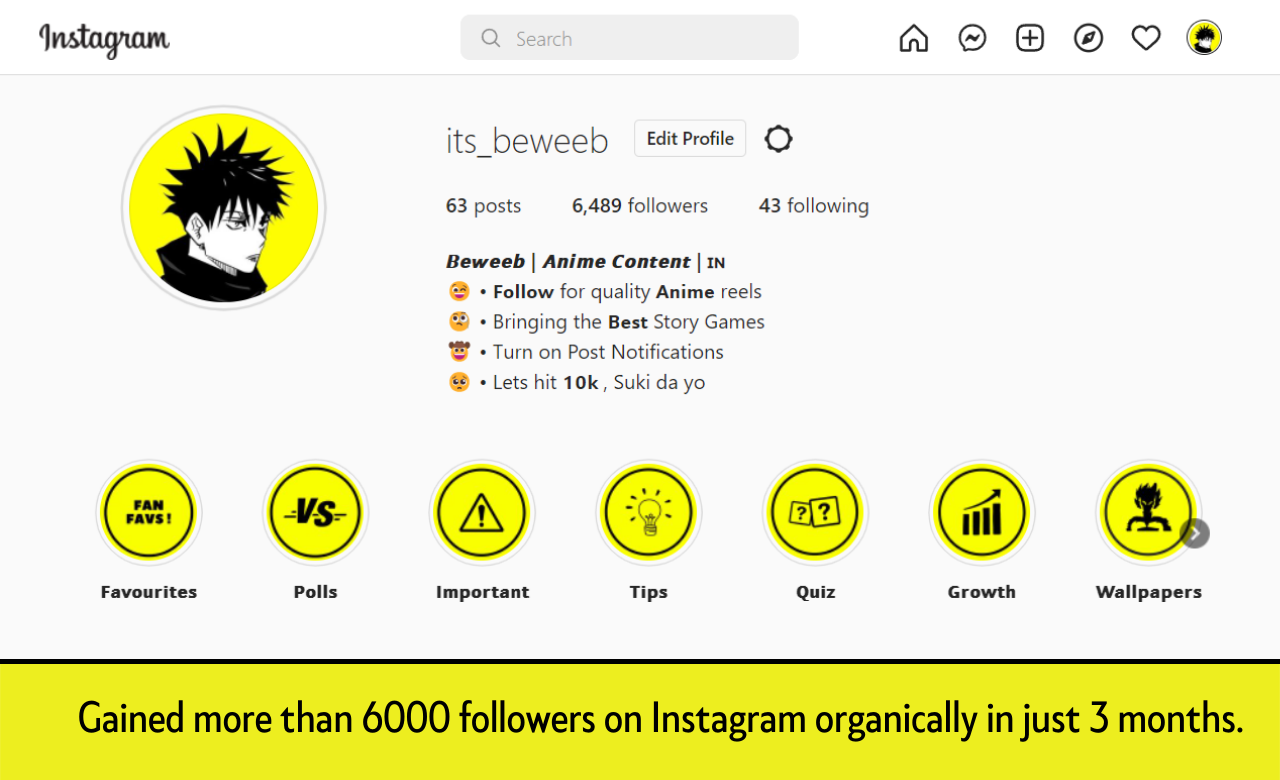 Instagram
Search
its_beweeb Edit Profile
63 posts 6,489 followers 43 following
Beweeb | Anime Content | IN
😄 • Follow for quality Anime reels
🤨 • Bringing the Best Story Games
🤠 • Turn on Post Notifications
🥺 • Lets hit 10k , Suki da yo
FAN
FAVS!
-VS-
? ?
Favourites Polls Important Tips Quiz Growth Wallpapers
Gained more than 6000 followers on Instagram organically in just 3 months.